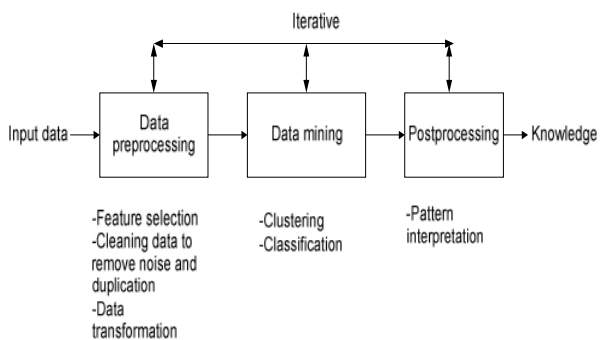 Iterative
Input data
Data
preprocessing
Data mining
Postprocessing
Knowledge
-Feature selection
-Cleaning data to
remove noise and
duplication
-Data
transformation
-Clustering
-Classification
-Pattern
interpretation